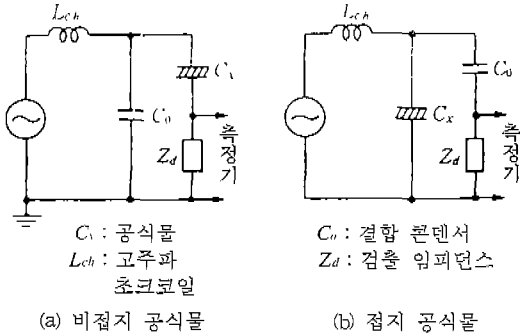 Lch
C₀
Cx
Zd
측정기
Lch
Cx
C₀
Zd
측정기
Cx : 공식물
Lch : 고주파
초크코일
C₀ : 결합 콘덴서
Zd : 검출 임피던스
(a) 비접지 공식물
(b) 접지 공식물